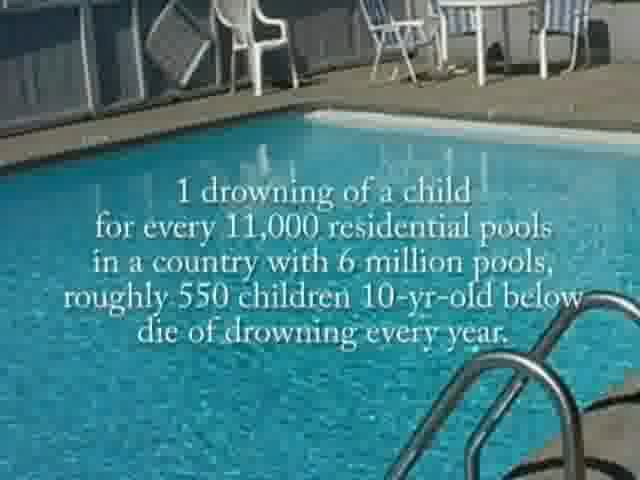 1 drowning of a child
for every 11,000 residential pools
in a country with 6 million pools,
roughly 550 children 10-yr-old below
die of drowning every year.